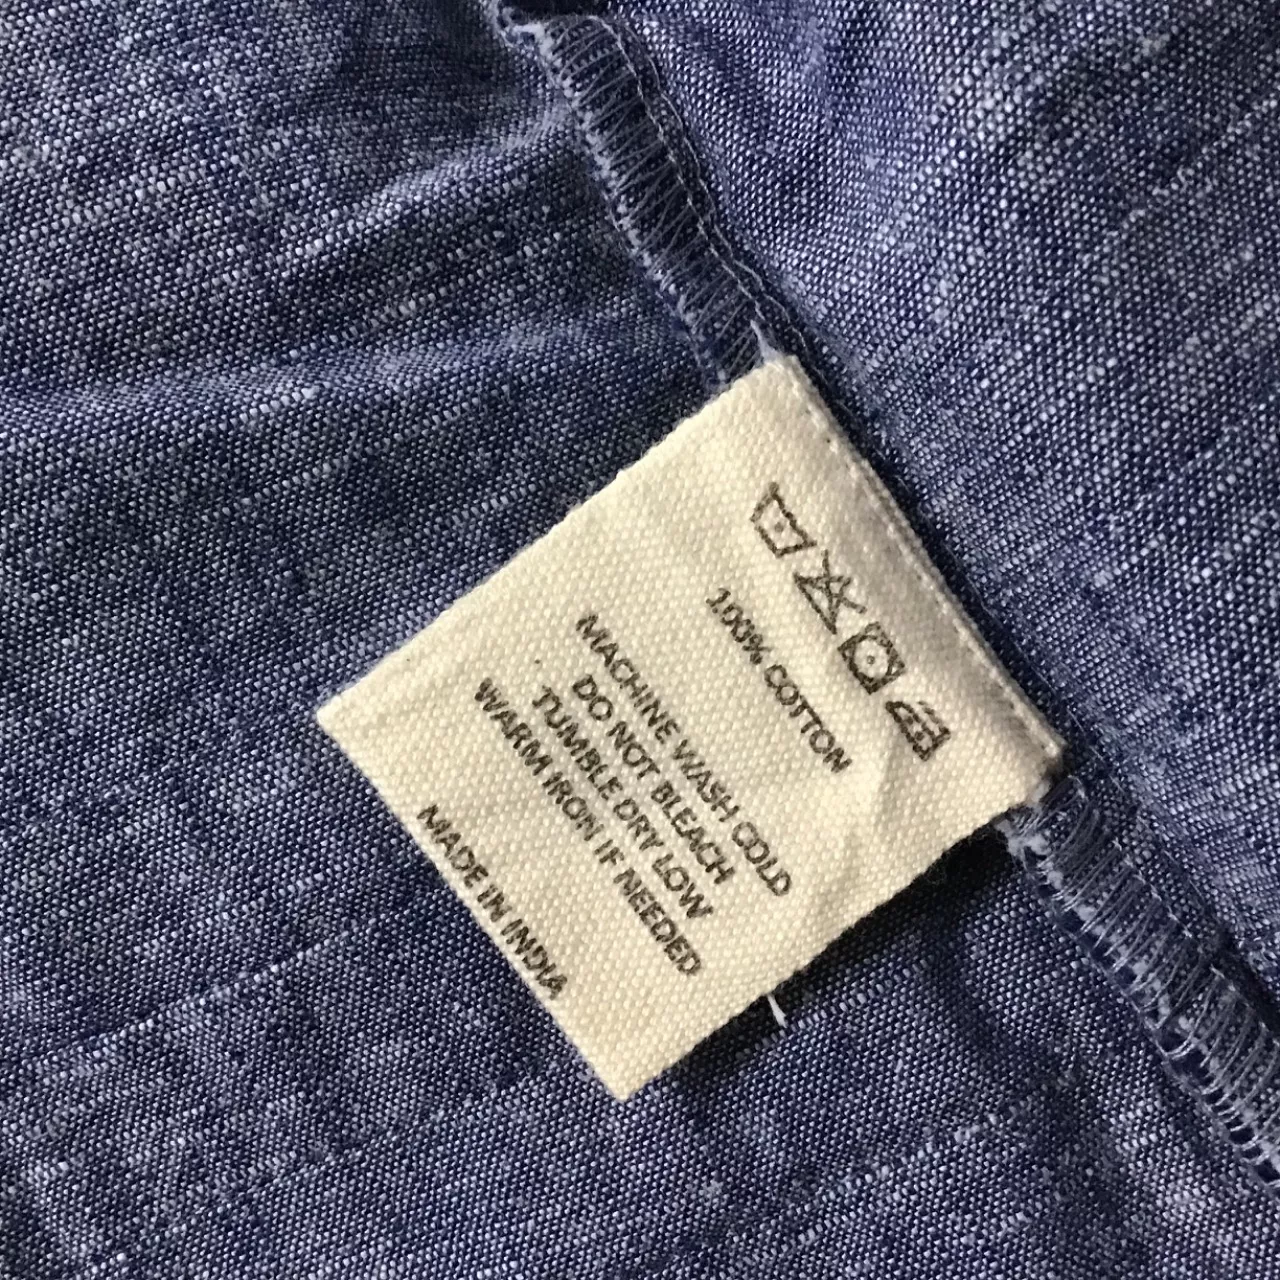 100% COTTON
MACHINE WASH COLD
DO NOT BLEACH
TUMBLE DRY LOW
WARM IRON IF NEEDED
MADE IN INDIA